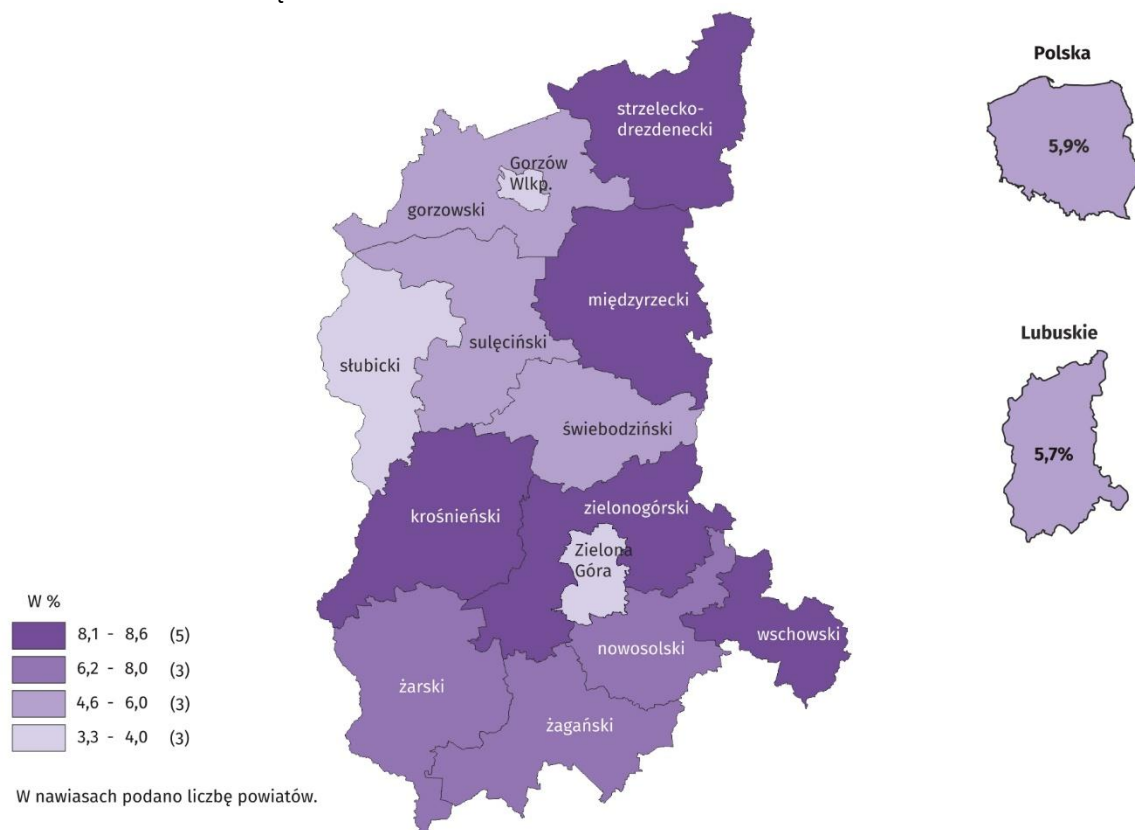 Polska
5,9%
strzelecko-
drezdenecki
Gorzów
Wlkp.
gorzowski
międzyrzecki
Lubuskie
5,7%
sulęciński
słubicki
świebodziński
krośnieński
zielonogórski
Zielona
Góra
wschowski
nowosolski
żarski
żagański
W %
8,1 - 8,6 (5)
6,2 - 8,0 (3)
4,6 - 6,0 (3)
3,3 - 4,0 (3)
W nawiasach podano liczbę powiatów.